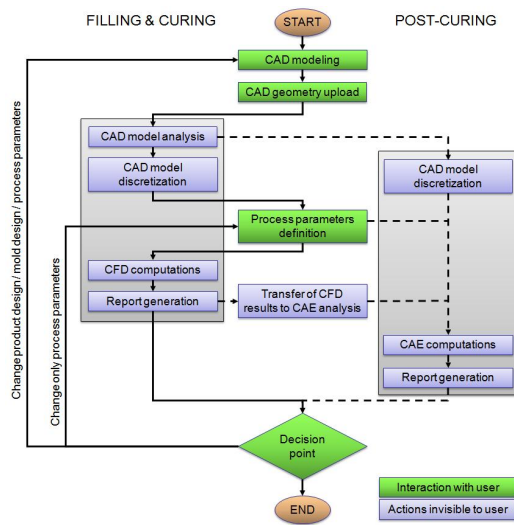 FILLING & CURING
START
POST-CURING
CAD modeling
CAD geometry upload
CAD model analysis
CAD model
discretization
CAD model
discretization
Process parameters
definition
CFD computations
Report generation
Transfer of CFD
results to CAE analysis
CAE computations
Report generation
Change product design / mold design / process parameters
Change only process parameters
Decision
point
END
Interaction with user
Actions invisible to user